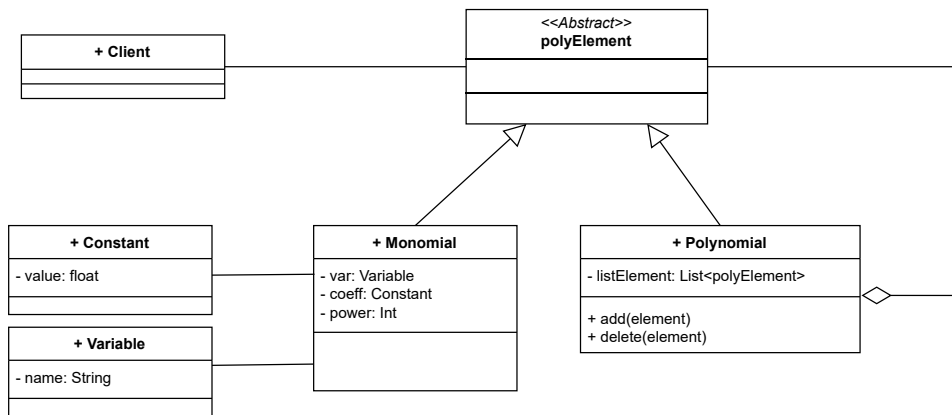 <<Abstract>>
polyElement
+ Client
+ Constant
- value: float
+ Variable
- name: String
+ Monomial
- var: Variable
- coeff: Constant
- power: Int
+ Polynomial
- listElement: List<polyElement>
+ add(element)
+ delete(element)